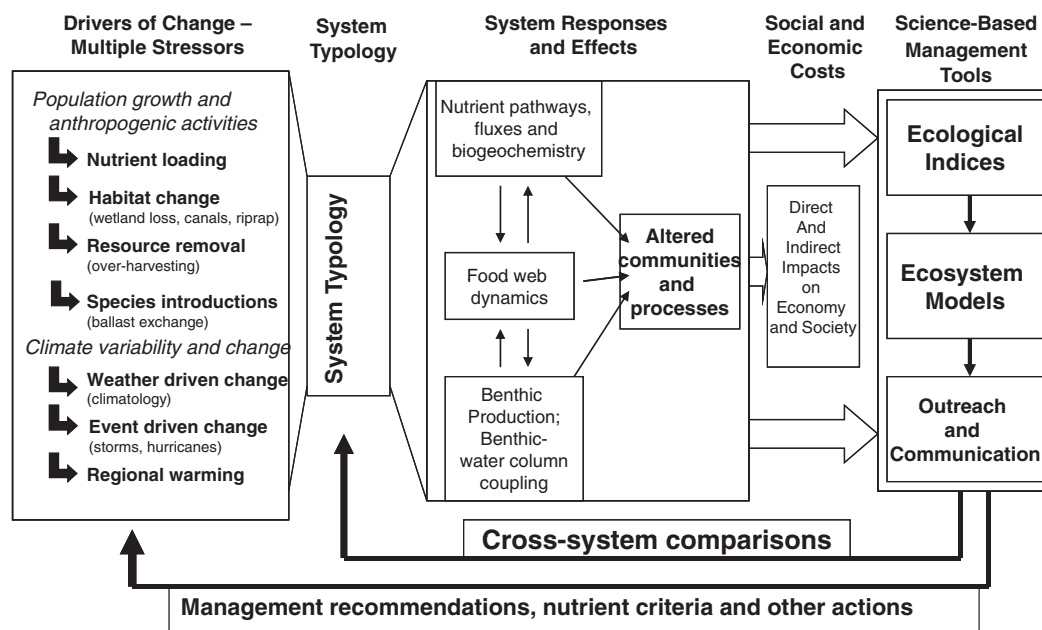 Drivers of Change –
Multiple Stressors
System
Typology
System Responses
and Effects
Social and
Economic
Costs
Science-Based
Management
Tools
Population growth and
anthropogenic activities
Nutrient loading
Habitat change
(wetland loss, canals, riprap)
Resource removal
(over-harvesting)
Species introductions
(ballast exchange)
Climate variability and change
Weather driven change
(climatology)
Event driven change
(storms, hurricanes)
Regional warming
System Typology
Nutrient pathways,
fluxes and
biogeochemistry
Food web
dynamics
Benthic
Production;
Benthic-
water column
coupling
Altered
communities
and
processes
Direct
And
Indirect
Impacts
on
Economy
and Society
Ecological
Indices
Ecosystem
Models
Outreach
and
Communication
Cross-system comparisons
Management recommendations, nutrient criteria and other actions